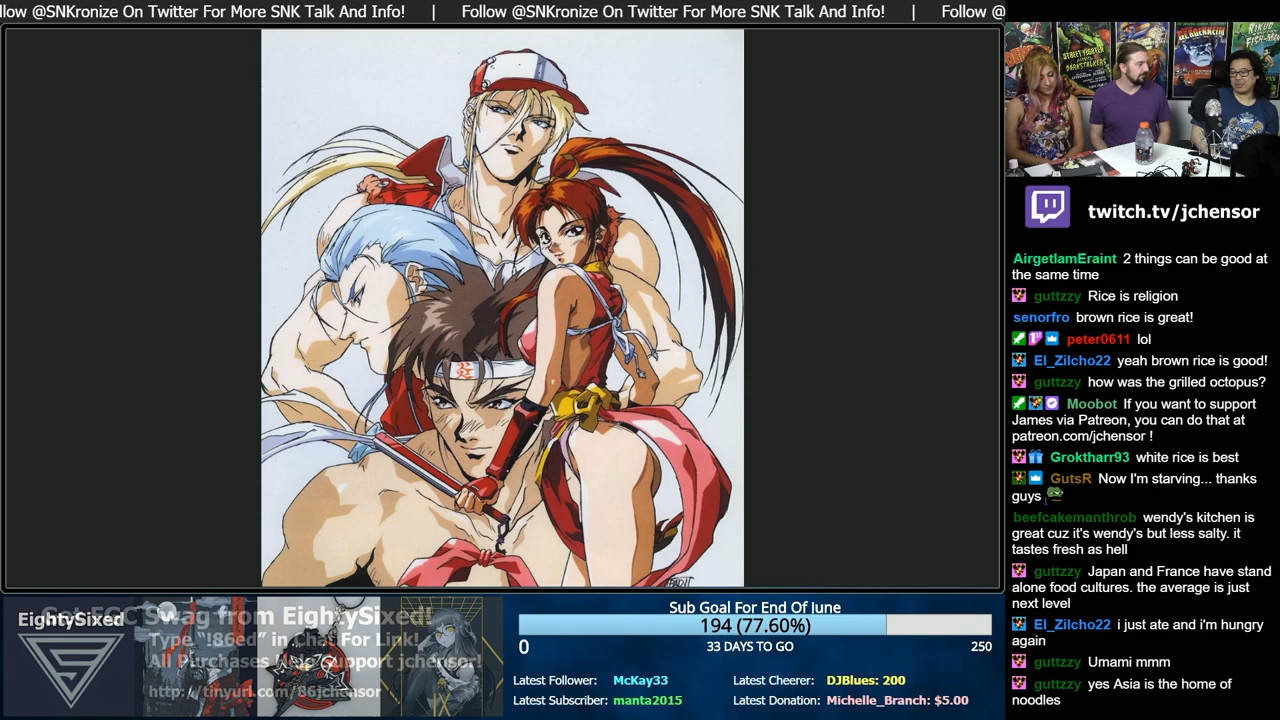 llow @SNKronize On Twitter For More SNK Talk And Info!     |     Follow @SNKronize On Twitter For More SNK Talk And Info!     |     Follow @
twitch.tv/jchensor
AirgetlamEraint 2 things can be good at
the same time
guttzzy Rice is religion
senorfro brown rice is great!
peter0611 lol
El_Zilcho22 yeah brown rice is good!
guttzzy how was the grilled octopus?
Moobot If you want to support
James via Patreon, you can do that at
patreon.com/jchensor !
Groktharr93 white rice is best
GutsR Now I'm starving... thanks
guys
beefcakemanthrob wendy's kitchen is
great cuz it's wendy's but less salty. it
tastes fresh as hell
guttzzy Japan and France have stand
alone food cultures. the average is just
next level
El_Zilcho22 i just ate and i'm hungry
again
guttzzy Umami mmm
guttzzy yes Asia is the home of
noodles
EightySixed
Get FGC Swag from EightySixed!
Type "!86ed" in Chat For Link!
All Purchases Help Support jchensor!
http://tinyurl.com/86jchensor
Sub Goal For End Of June
194 (77.60%)
0
33 DAYS TO GO
250
Latest Follower: McKay33
Latest Cheerer: DJBlues: 200
Latest Subscriber: manta2015
Latest Donation: Michelle_Branch: $5.00